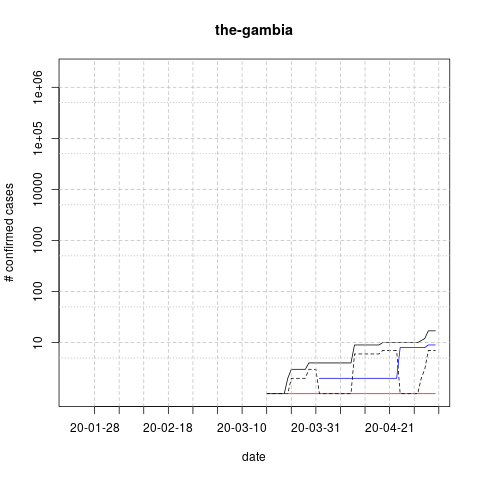 the-gambia
# confirmed cases
1e+06
1e+05
10000
1000
100
10
20-01-28
20-02-18
20-03-10
20-03-31
20-04-21
date